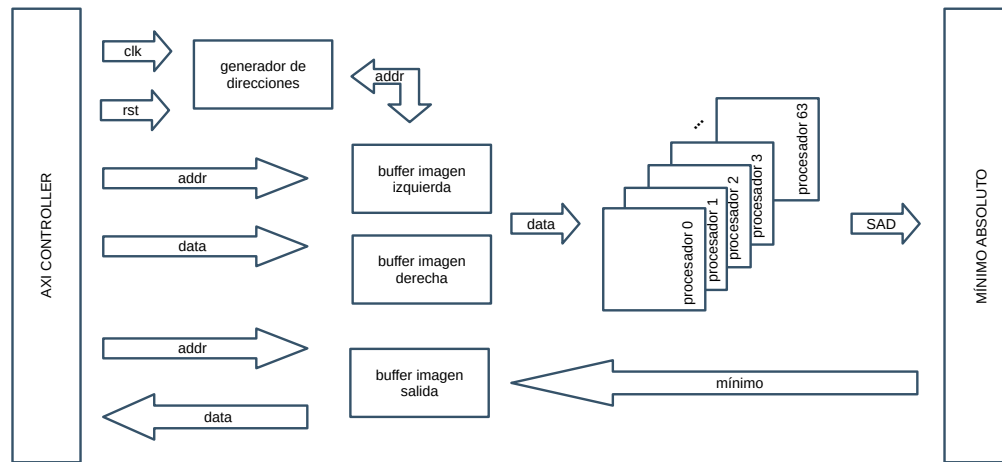 AXI CONTROLLER
clk
rst
generador de
direcciones
addr
addr
data
buffer imagen
izquierda
buffer imagen
derecha
data
procesador 0
procesador 1
procesador 2
procesador 3
...
procesador 63
SAD
MÍNIMO ABSOLUTO
addr
data
buffer imagen
salida
mínimo